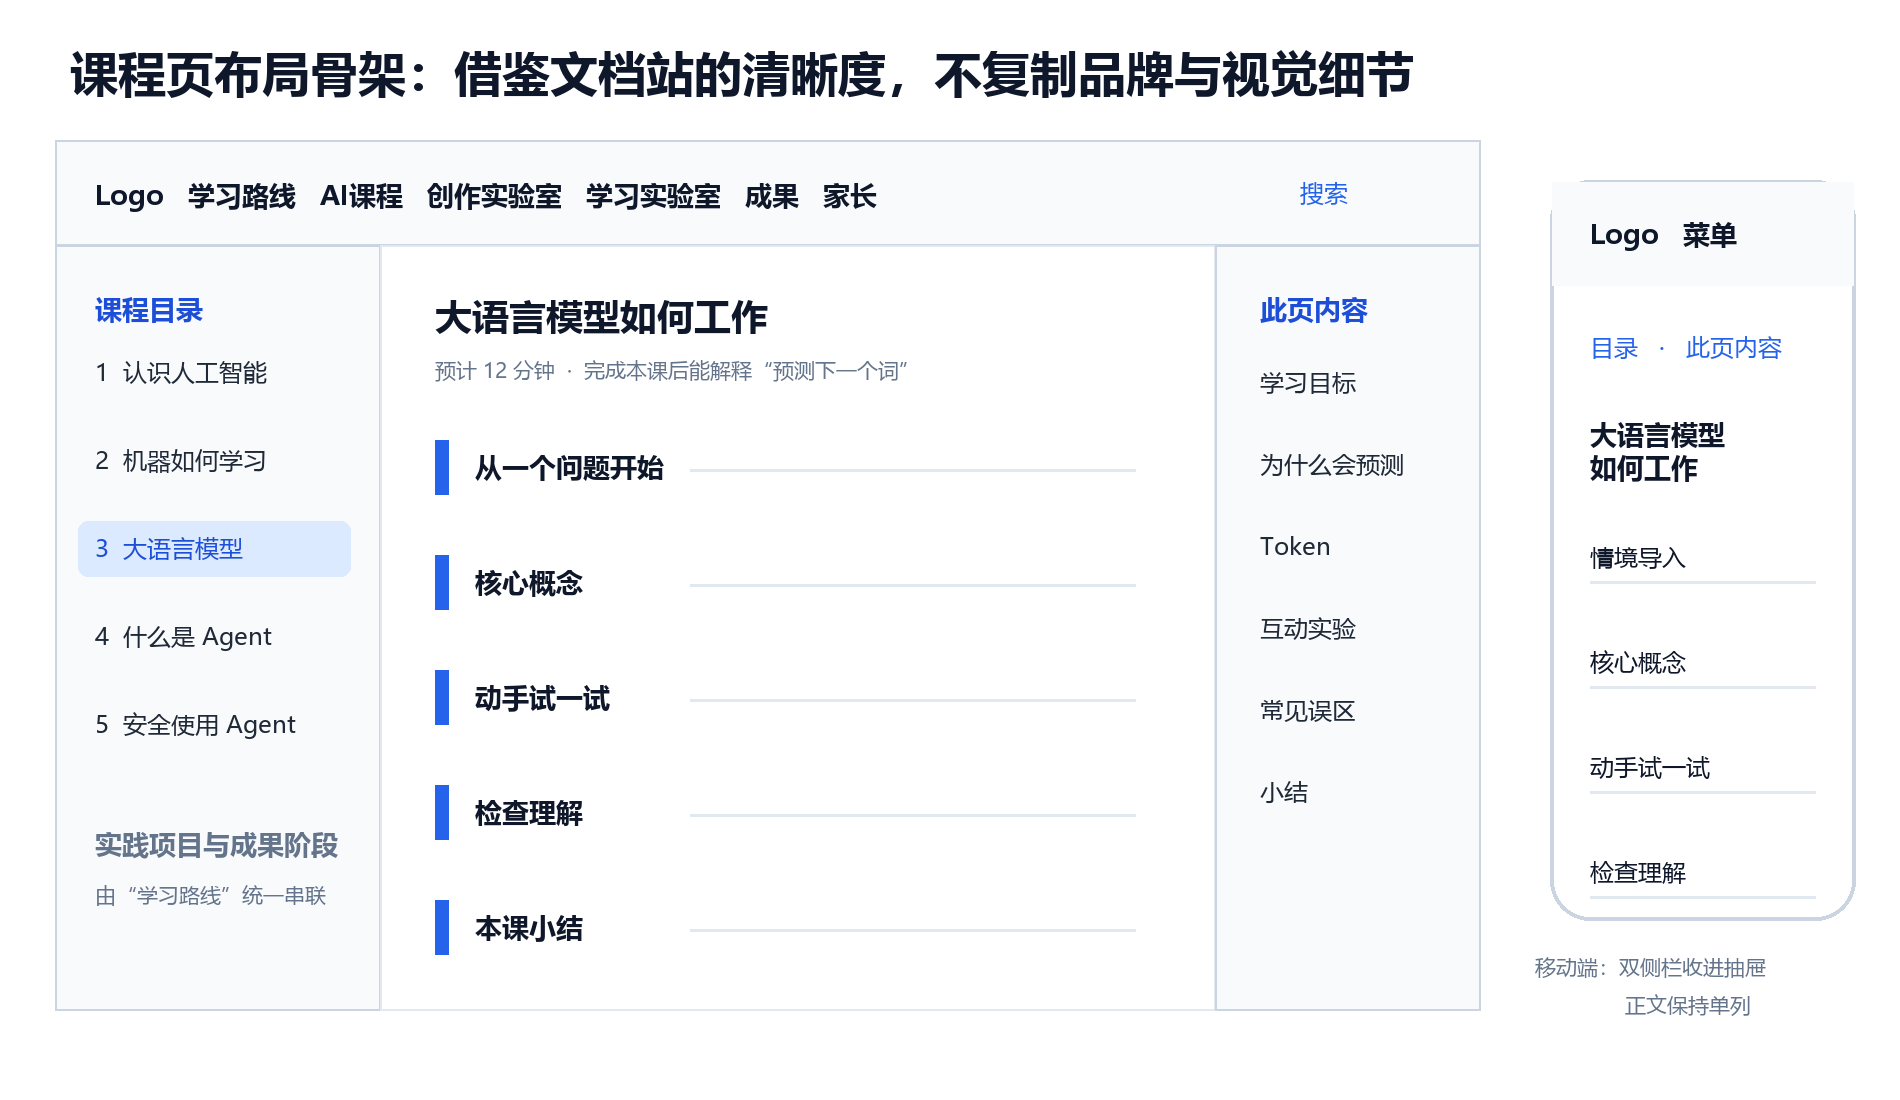 课程页布局骨架：借鉴文档站的清晰度，不复制品牌与视觉细节
Logo 学习路线 AI课程 创作实验室 学习实验室 成果 家长
搜索
课程目录
1 认识人工智能
2 机器如何学习
3 大语言模型
4 什么是 Agent
5 安全使用 Agent
实践项目与成果阶段
由“学习路线”统一串联
大语言模型如何工作
预计 12 分钟 · 完成本课后能解释“预测下一个词”
从一个问题开始
核心概念
动手试一试
检查理解
本课小结
此页内容
学习目标
为什么会预测
Token
互动实验
常见误区
小结
Logo 菜单
目录 · 此页内容
大语言模型
如何工作
情境导入
核心概念
动手试一试
检查理解
移动端：双侧栏收进抽屉
正文保持单列